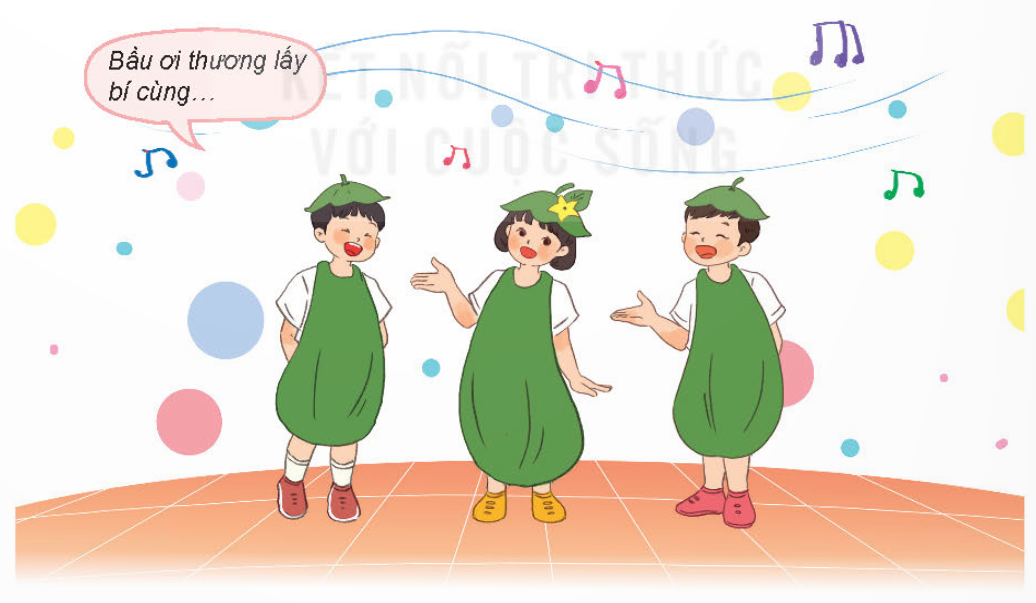 Bầu ơi thương lấy
bí cùng...
KẾT NỐI TRI THỨC
VỚI CUỘC SỐNG